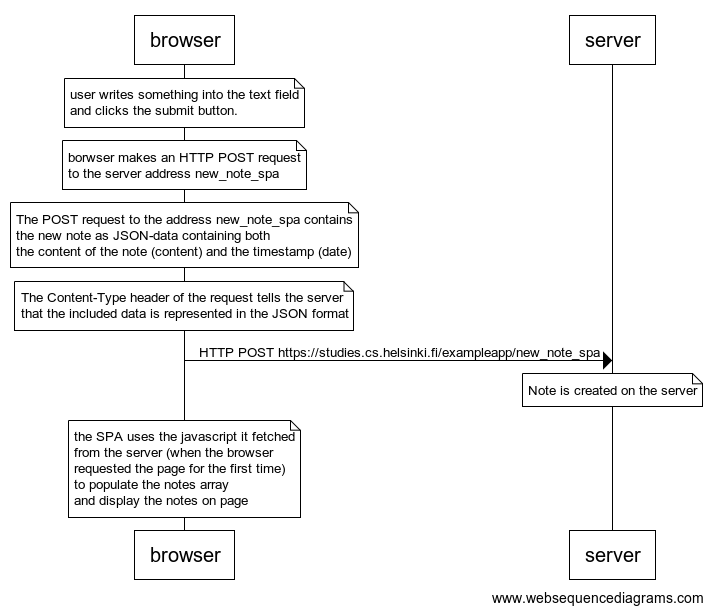 browser
server
user writes something into the text field
and clicks the submit button.
borwser makes an HTTP POST request
to the server address new_note_spa
The POST request to the address new_note_spa contains
the new note as JSON-data containing both
the content of the note (content) and the timestamp (date)
The Content-Type header of the request tells the server
that the included data is represented in the JSON format
HTTP POST https://studies.cs.helsinki.fi/exampleapp/new_note_spa
Note is created on the server
the SPA uses the javascript it fetched
from the server (when the browser
requested the page for the first time)
to populate the notes array
and display the notes on page
browser
server
www.websequencediagrams.com